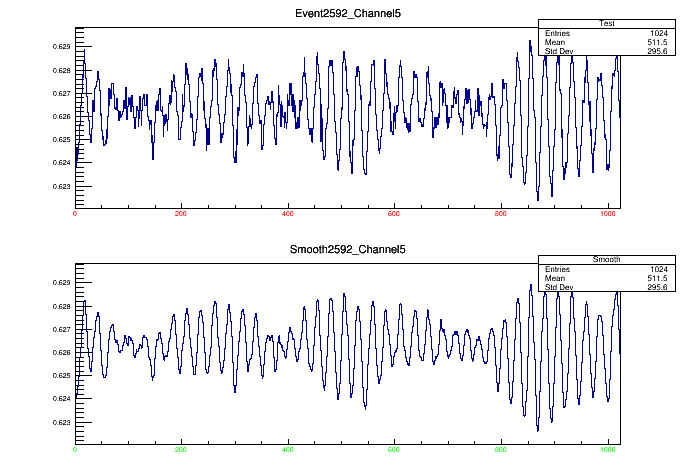 Event2592_Channel5
Test
Entries 1024
Mean 511.5
Std Dev 295.6
0.629
0.628
0.627
0.626
0.625
0.624
0.623
0 200 400 600 800 1000
Smooth2592_Channel5
Smooth
Entries 1024
Mean 511.5
Std Dev 295.6
0.629
0.628
0.627
0.626
0.625
0.624
0.623
0 200 400 600 800 1000